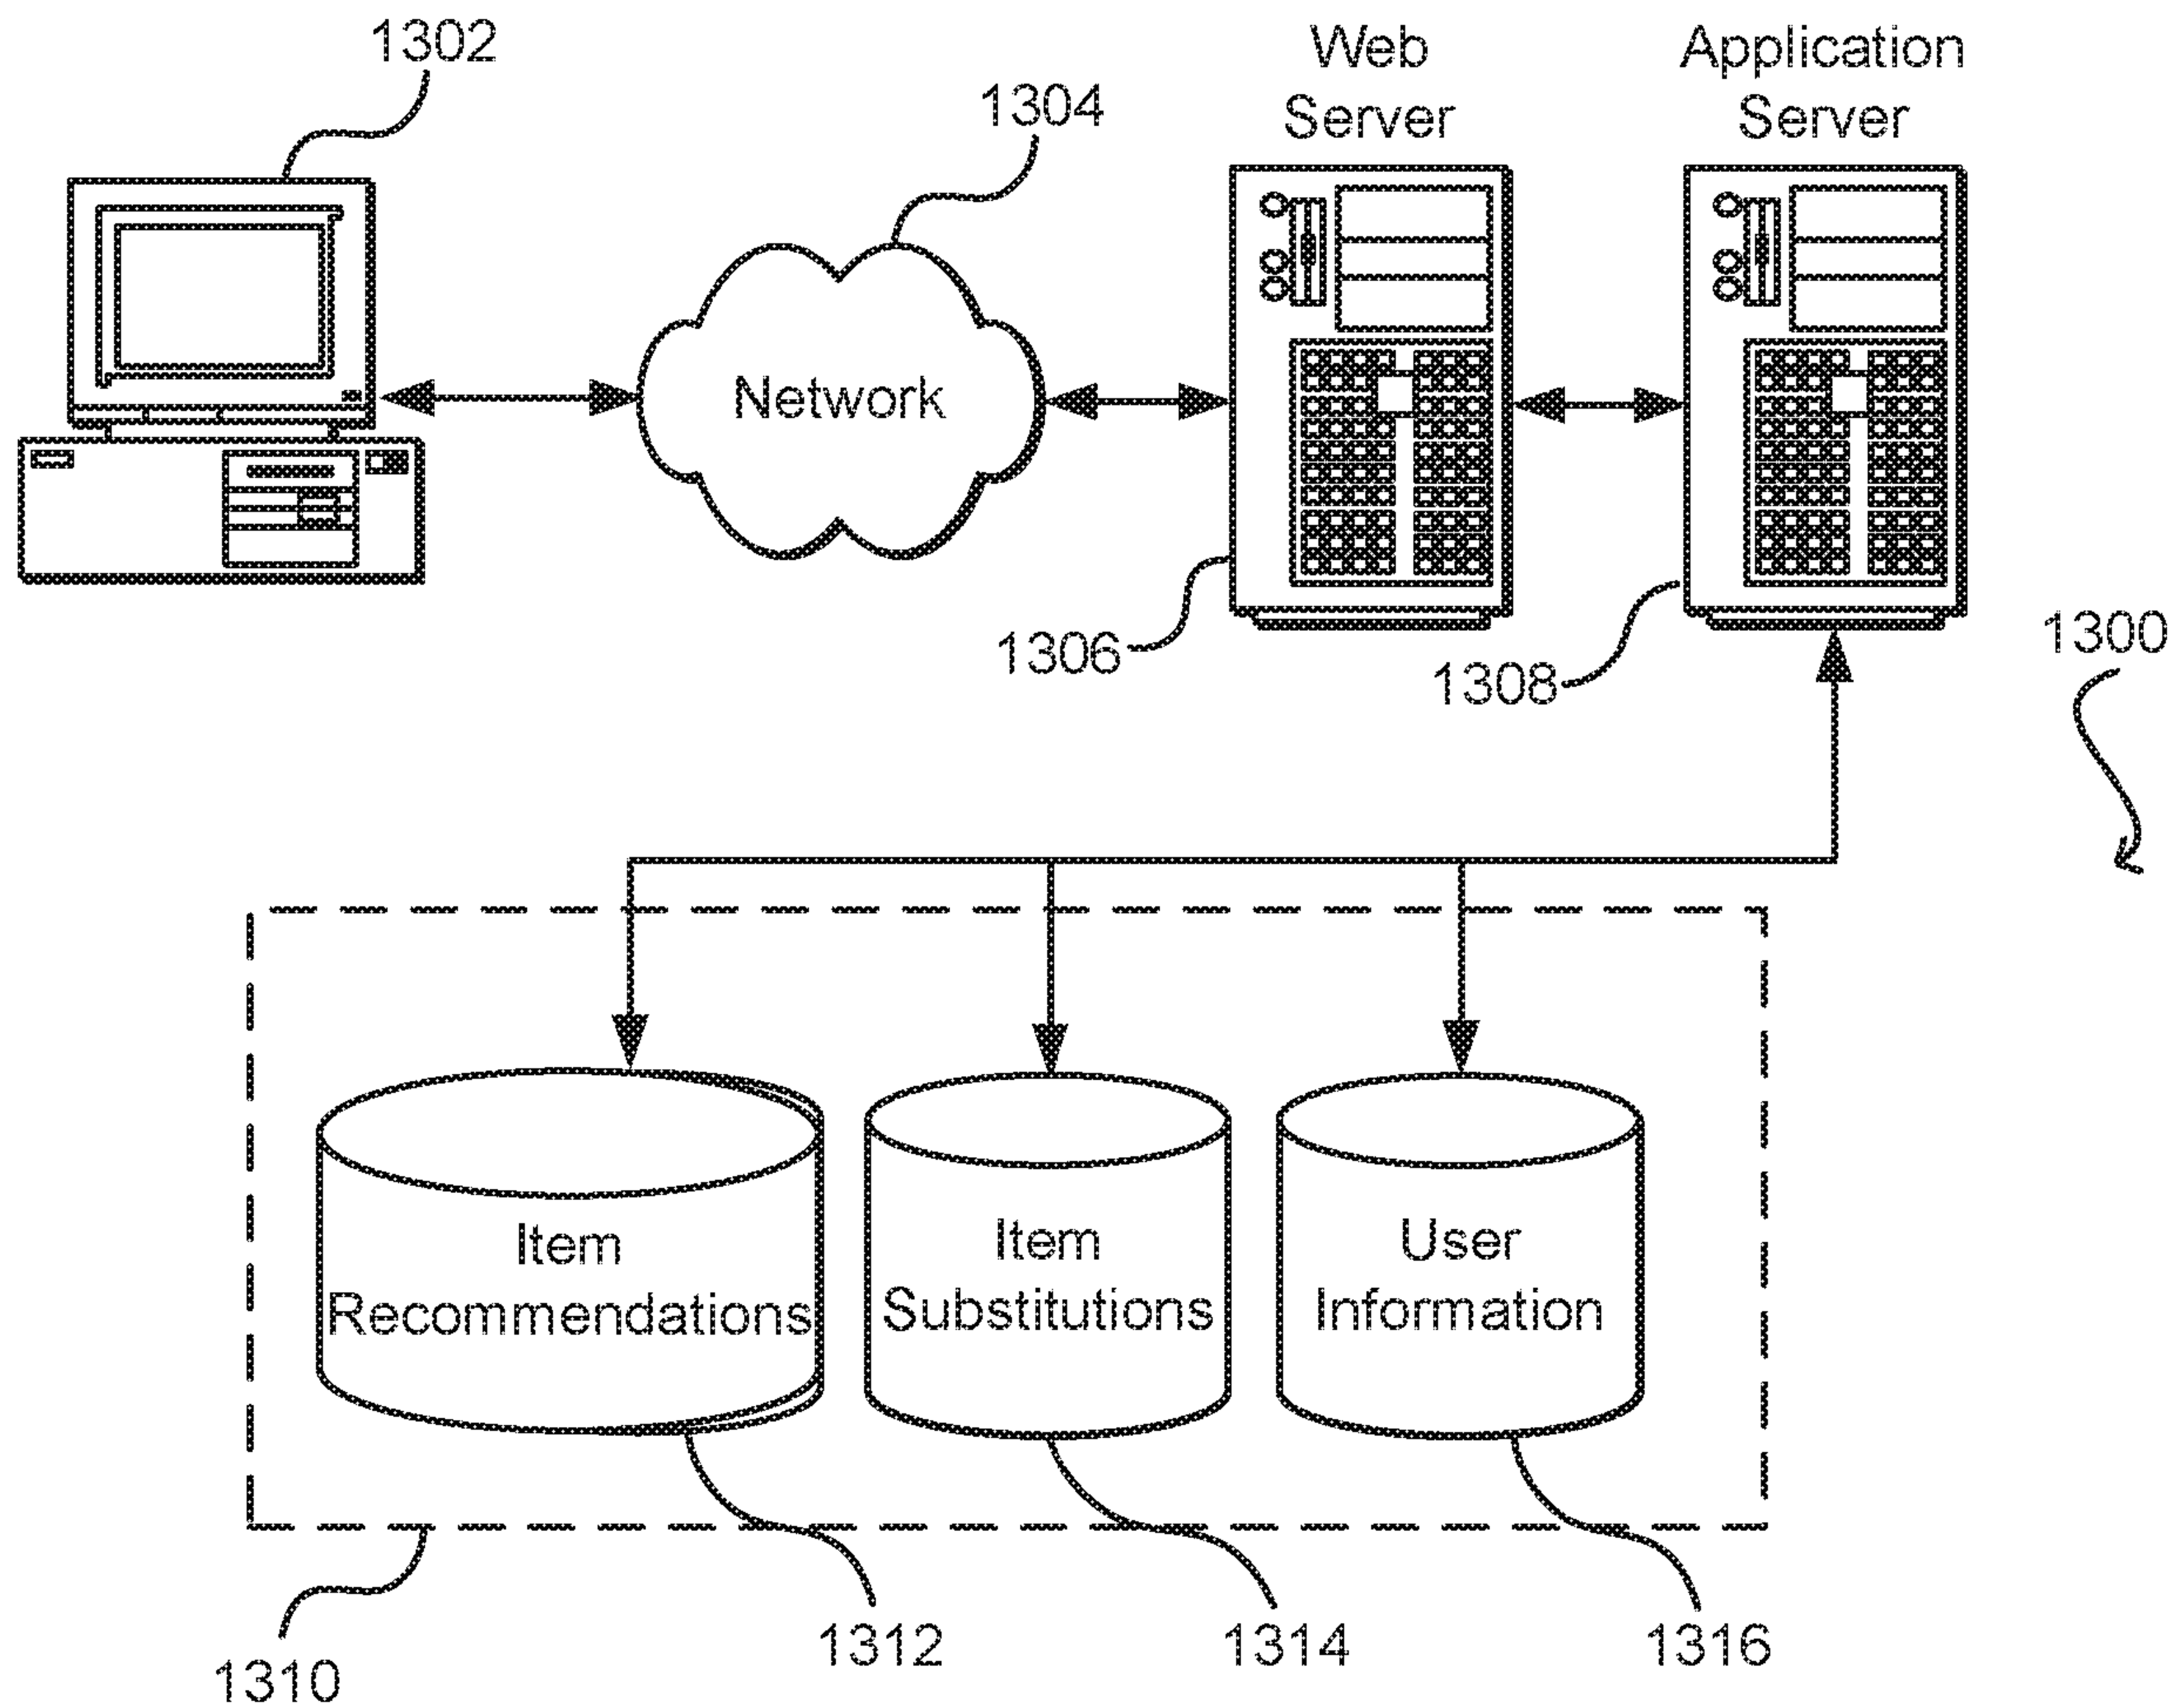 1302
1304
Web
Server
Application
Server
Network
1306
1308
1300
Item
Recommendations
Item
Substitutions
User
Information
1310
1312
1314
1316